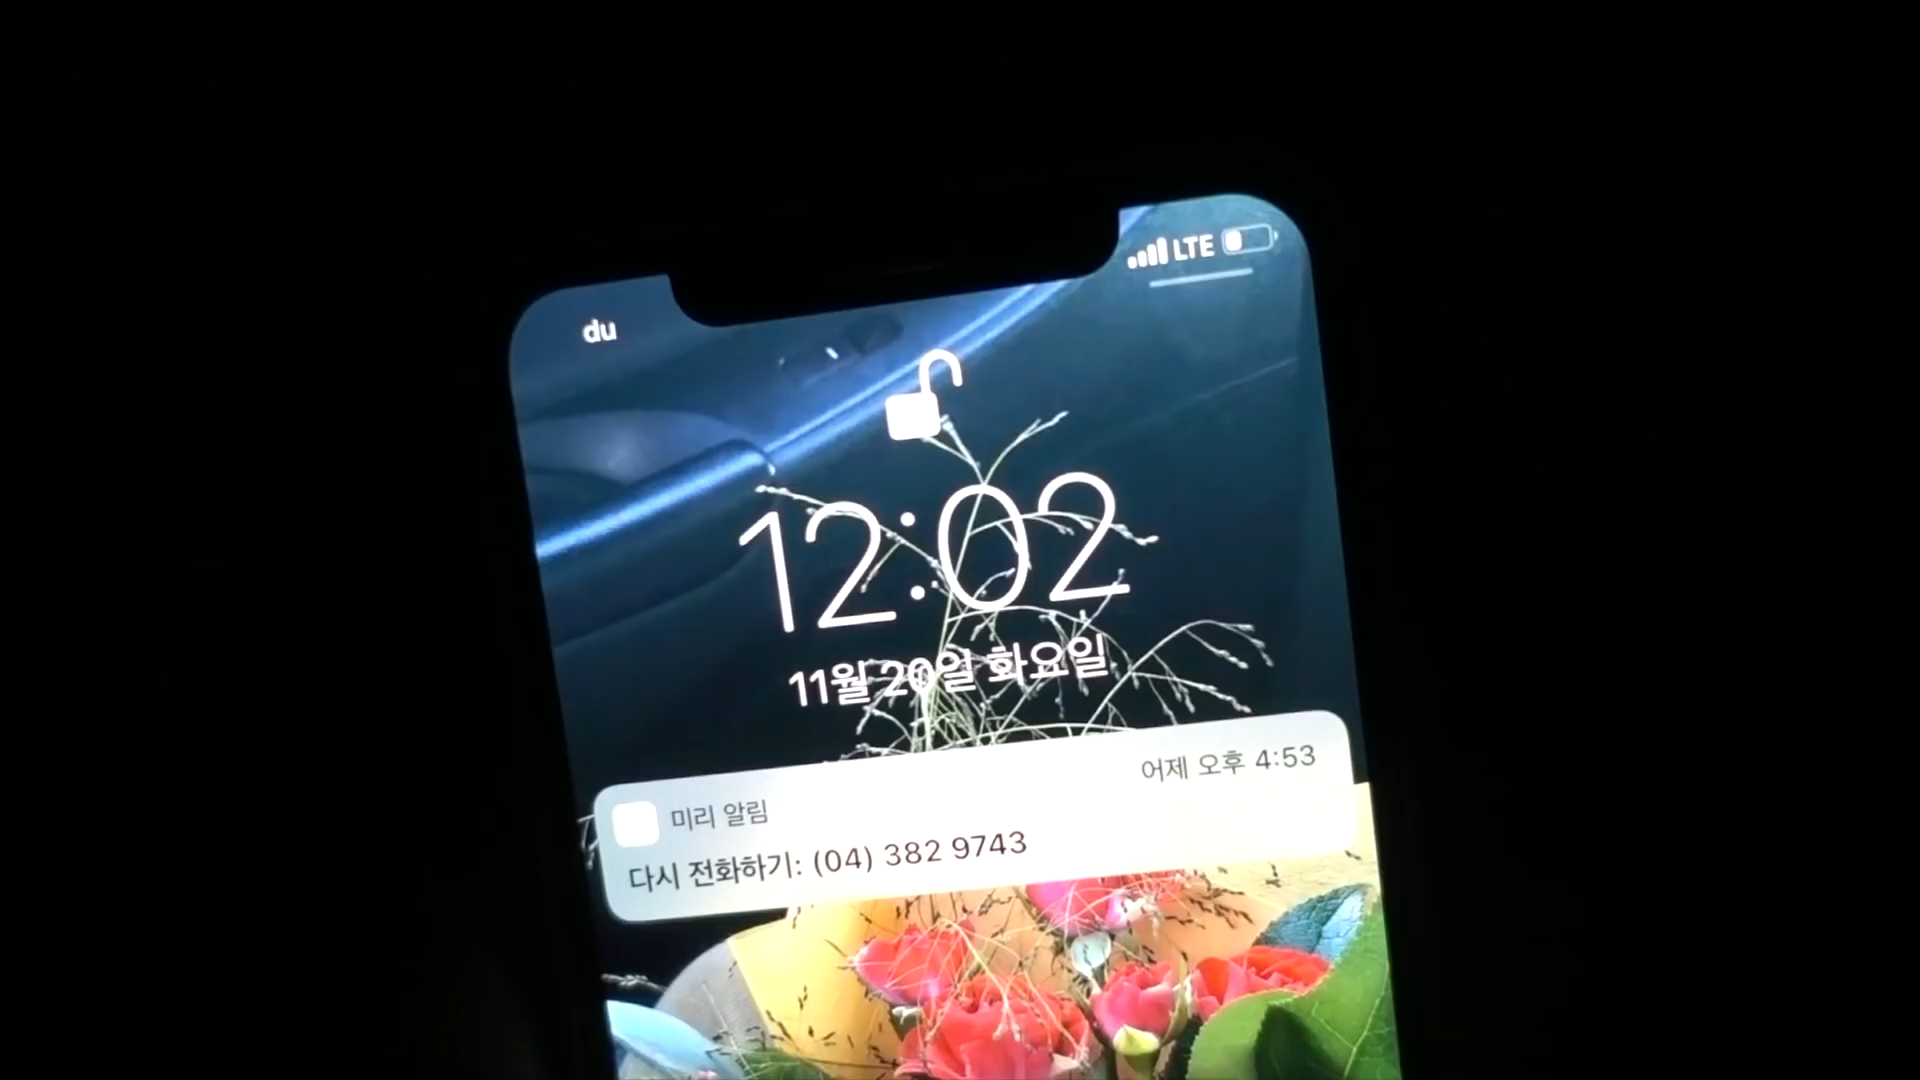 du
LTE
12:02
11월 20일 화요일
미리 알림
어제 오후 4:53
다시 전화하기: (04) 382 9743